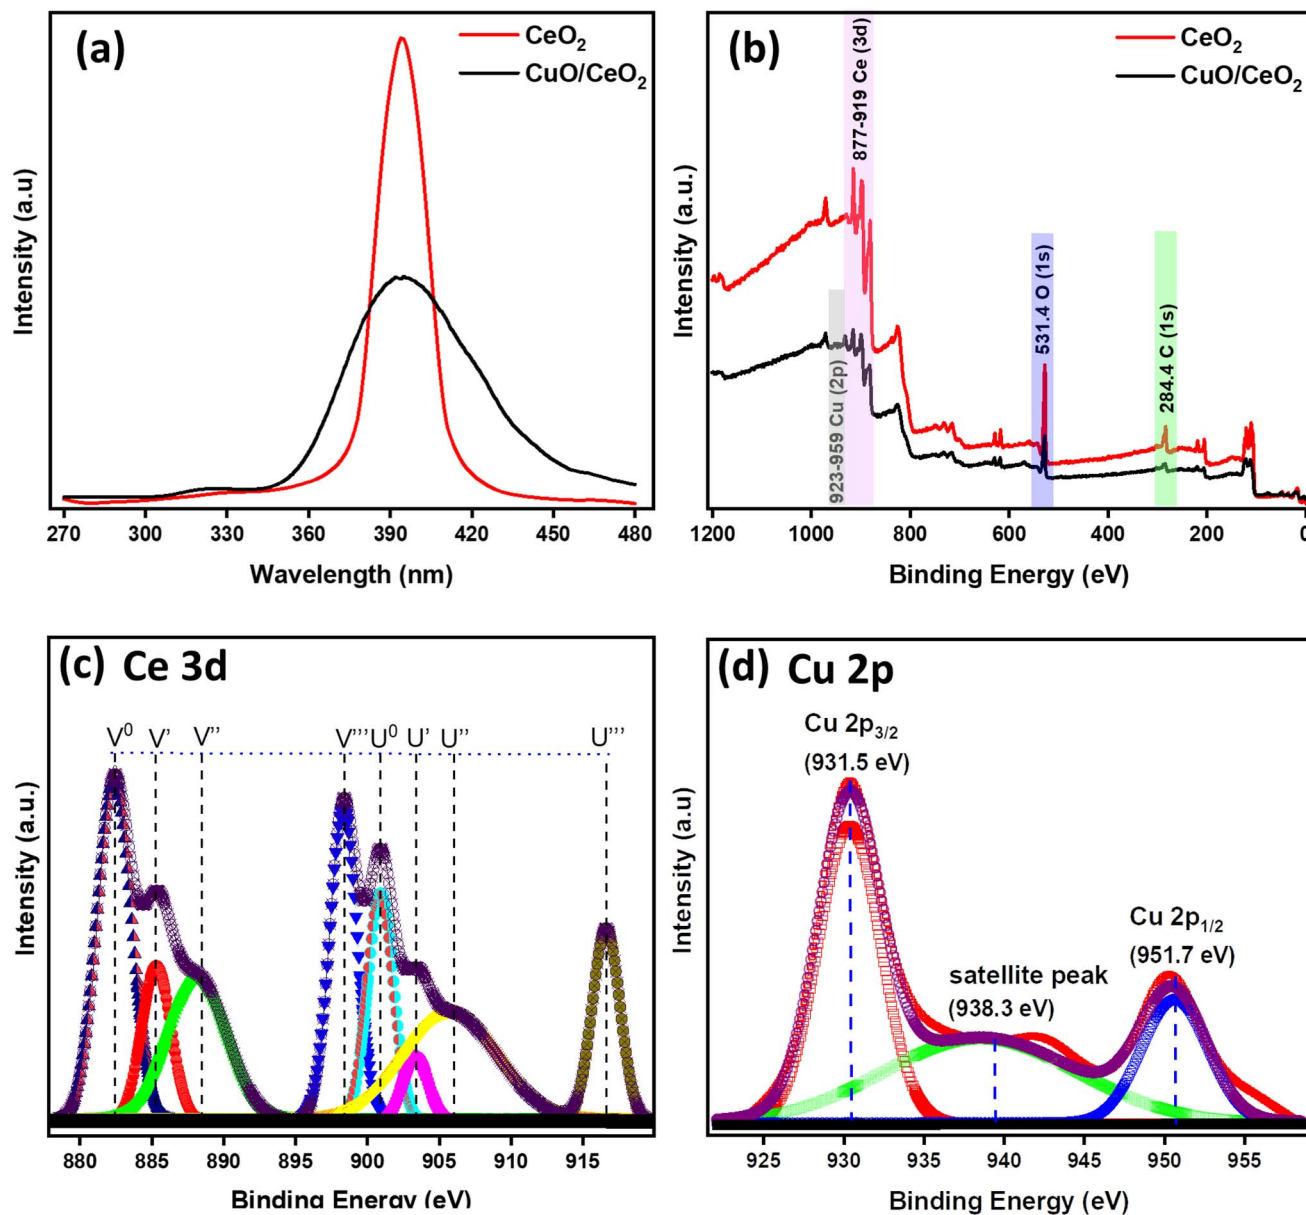 (a)
CeO₂
CuO/CeO₂
Intensity (a.u)
270 300 330 360 390 420 450 480
Wavelength (nm)
(b)
877-919 Ce (3d)
CeO₂
CuO/CeO₂
923-959 Cu (2p)
531.4 O (1s)
284.4 C (1s)
Intensity (a.u.)
1200 1000 800 600 400 200 0
Binding Energy (eV)
(c) Ce 3d
V⁰ V' V'' V''' U⁰ U' U'' U'''
Intensity (a.u.)
880 885 890 895 900 905 910 915
Binding Energy (eV)
(d) Cu 2p
Cu 2p₃/₂
(931.5 eV)
satellite peak
(938.3 eV)
Cu 2p₁/₂
(951.7 eV)
Intensity (a.u)
925 930 935 940 945 950 955
Binding Energy (eV)